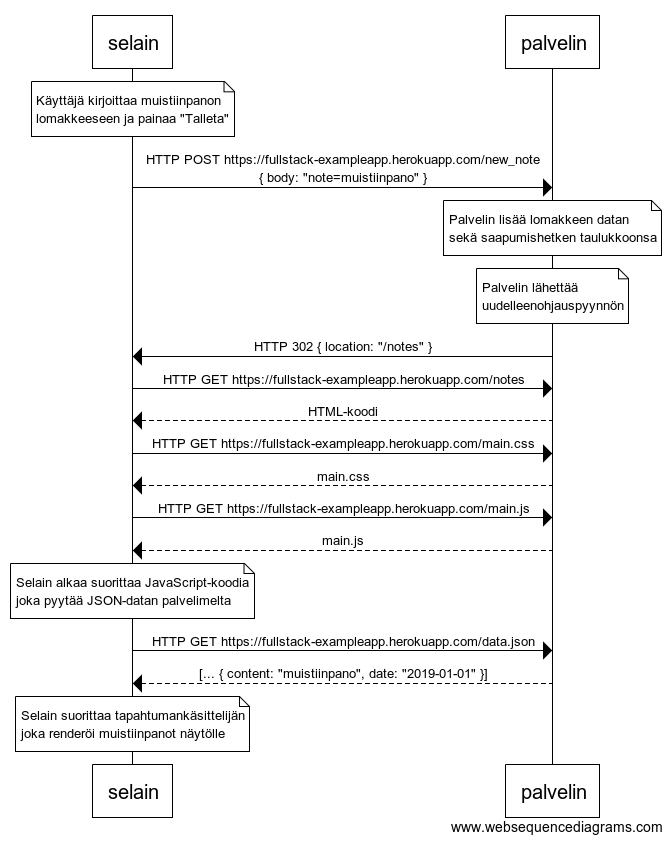 selain
palvelin
Käyttäjä kirjoittaa muistiinpanon
lomakkeeseen ja painaa "Talleta"
HTTP POST https://fullstack-exampleapp.herokuapp.com/new_note
{ body: "note=muistiinpano" }
Palvelin lisää lomakkeen datan
sekä saapumishetken taulukkoonsa
Palvelin lähettää
uudelleenohjauspyynnön
HTTP 302 { location: "/notes" }
HTTP GET https://fullstack-exampleapp.herokuapp.com/notes
HTML-koodi
HTTP GET https://fullstack-exampleapp.herokuapp.com/main.css
main.css
HTTP GET https://fullstack-exampleapp.herokuapp.com/main.js
main.js
Selain alkaa suorittaa JavaScript-koodia
joka pyytää JSON-datan palvelimelta
HTTP GET https://fullstack-exampleapp.herokuapp.com/data.json
[... { content: "muistiinpano", date: "2019-01-01" }]
Selain suorittaa tapahtumankäsittelijän
joka renderöi muistiinpanot näytölle
selain
palvelin
www.websequencediagrams.com